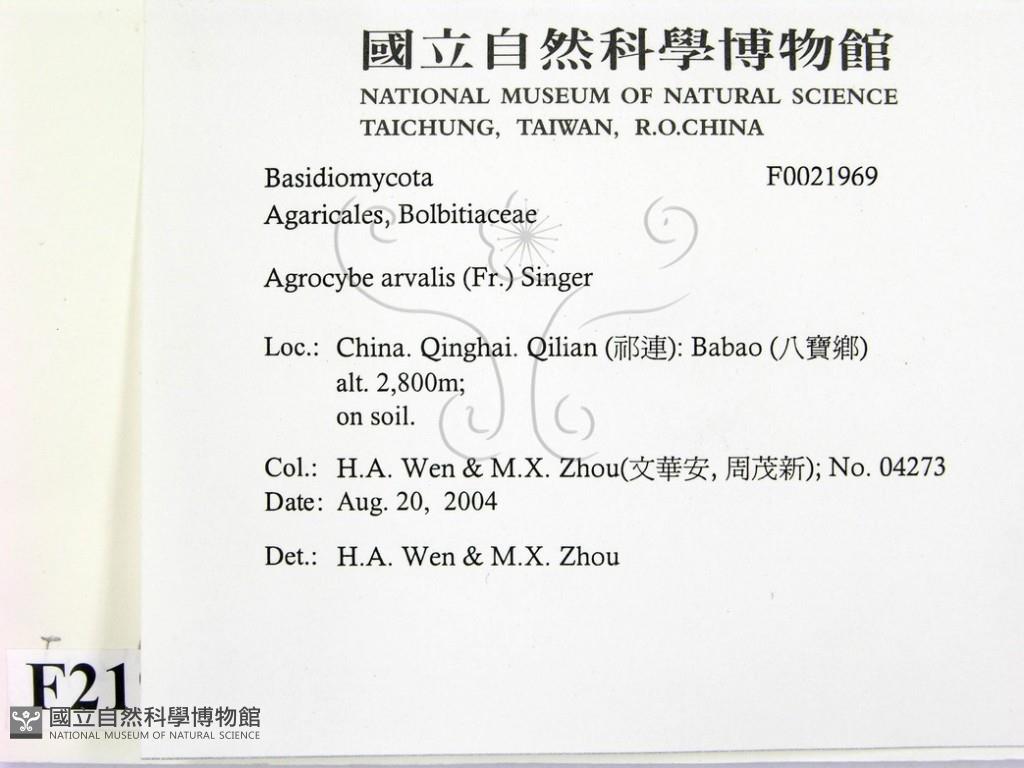 國立自然科學博物館
NATIONAL MUSEUM OF NATURAL SCIENCE
TAICHUNG, TAIWAN, R.O.CHINA
Basidiomycota F0021969
Agaricales, Bolbitiaceae
Agrocybe arvalis (Fr.) Singer
Loc.: China. Qinghai. Qilian (祁連): Babao (八寶鄉)
alt. 2,800m;
on soil.
Col.: H.A. Wen & M.X. Zhou(文華安, 周茂新); No. 04273
Date: Aug. 20, 2004
Det.: H.A. Wen & M.X. Zhou
F21
國立自然科學博物館
NATIONAL MUSEUM OF NATURAL SCIENCE